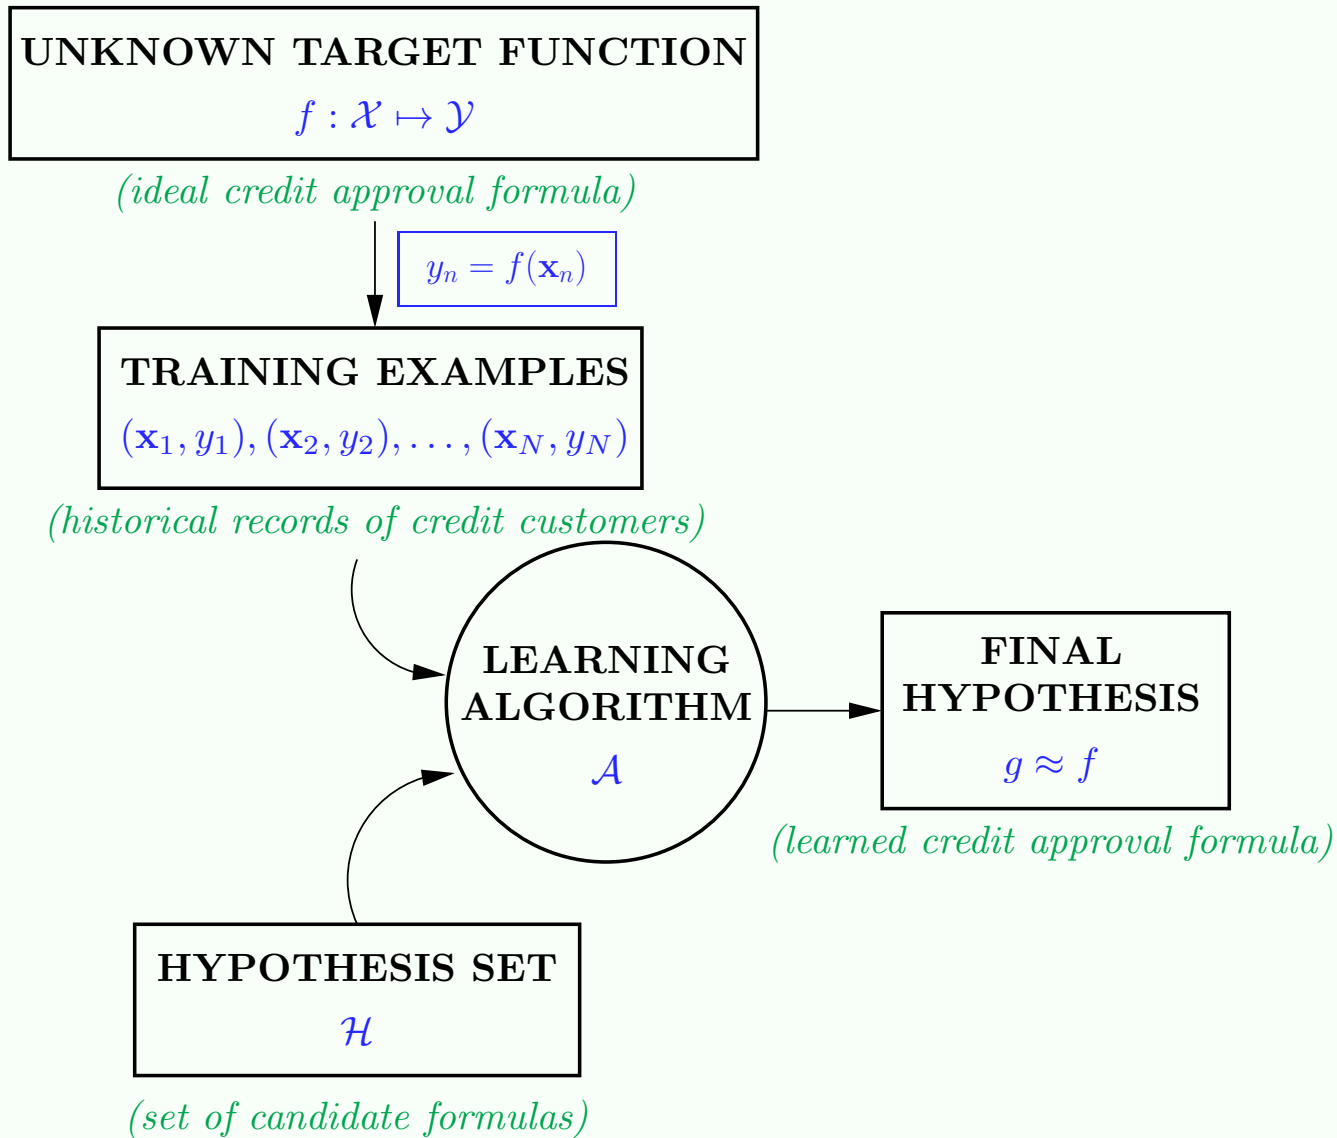 UNKNOWN TARGET FUNCTION
f : 𝒳 ↦ 𝒴
(ideal credit approval formula)
yₙ = f(𝐱ₙ)
TRAINING EXAMPLES
(𝐱₁, y₁), (𝐱₂, y₂), . . . , (𝐱_N, y_N)
(historical records of credit customers)
LEARNING
ALGORITHM
𝒜
FINAL
HYPOTHESIS
g ≈ f
(learned credit approval formula)
HYPOTHESIS SET
ℋ
(set of candidate formulas)